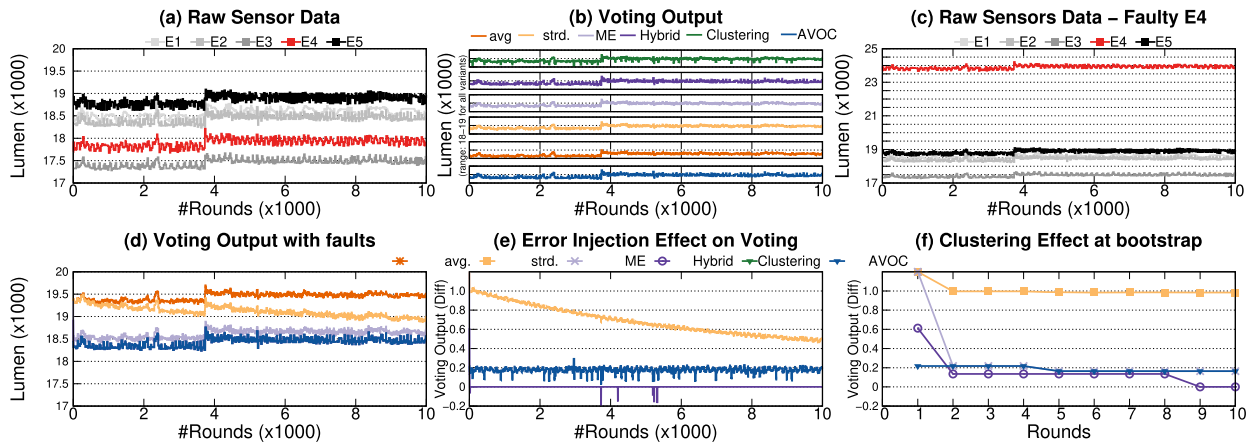 (a) Raw Sensor Data
E1 E2 E3 E4 E5
Lumen (x1000)
20
19.5
19
18.5
18
17.5
17
0 2 4 6 8 10
#Rounds (x1000)
(b) Voting Output
avg strd. ME Hybrid Clustering AVOC
Lumen (x1000)
(range: 18–19 for all variants)
0 2 4 6 8 10
#Rounds (x1000)
(c) Raw Sensors Data – Faulty E4
E1 E2 E3 E4 E5
Lumen (x1000)
25
23
21
19
17
0 2 4 6 8 10
#Rounds (x1000)
(d) Voting Output with faults
Lumen (x1000)
20
19.5
19
18.5
18
17.5
17
0 2 4 6 8 10
#Rounds (x1000)
(e) Error Injection Effect on Voting
avg. strd. ME Hybrid Clustering AVOC
Voting Output (Diff)
1.0
0.8
0.6
0.4
0.2
0
−0.2
0 2 4 6 8 10
#Rounds (x1000)
(f) Clustering Effect at bootstrap
Voting Output (Diff)
1.0
0.8
0.6
0.4
0.2
0
−0.2
0 1 2 3 4 5 6 7 8 9 10
Rounds